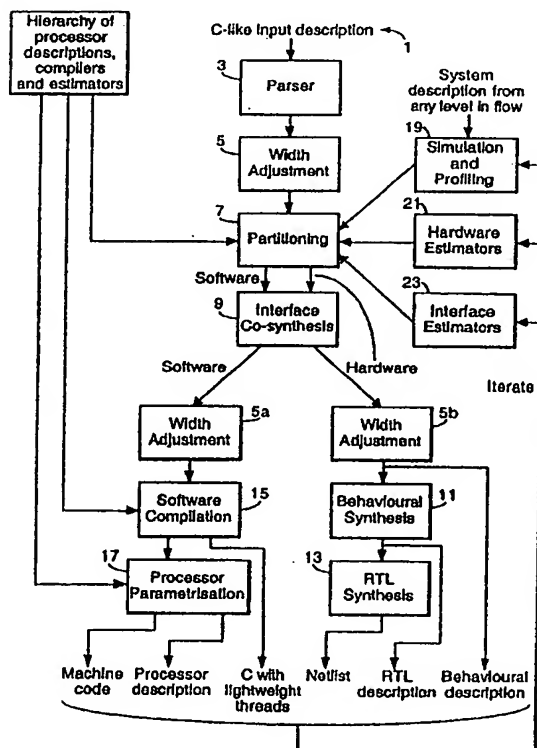 Hierarchy of
processor
descriptions,
compilers
and estimators
C-like input description
1
3
Parser
System
description from
any level in flow
5
Width
Adjustment
19
Simulation
and
Profiling
7
Partitioning
21
Hardware
Estimators
Software
9
Interface
Co-synthesis
23
Interface
Estimators
Software
Hardware
Iterate
Width
Adjustment
5a
Width
Adjustment
5b
Software
Compilation
15
Behavioural
Synthesis
11
17
Processor
Parametrisation
13
RTL
Synthesis
Machine
code
Processor
description
C with
lightweight
threads
Netlist
RTL
description
Behavioural
description